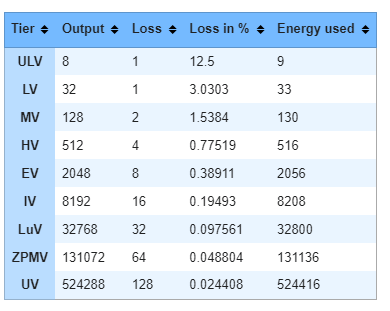 Tier Output Loss Loss in % Energy used
ULV 8 1 12.5 9
LV 32 1 3.0303 33
MV 128 2 1.5384 130
HV 512 4 0.77519 516
EV 2048 8 0.38911 2056
IV 8192 16 0.19493 8208
LuV 32768 32 0.097561 32800
ZPMV 131072 64 0.048804 131136
UV 524288 128 0.024408 524416